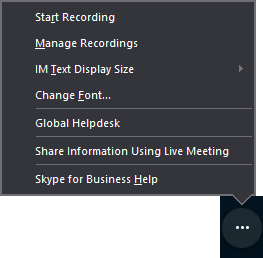 Start Recording
Manage Recordings
IM Text Display Size
Change Font...
Global Helpdesk
Share Information Using Live Meeting
Skype for Business Help